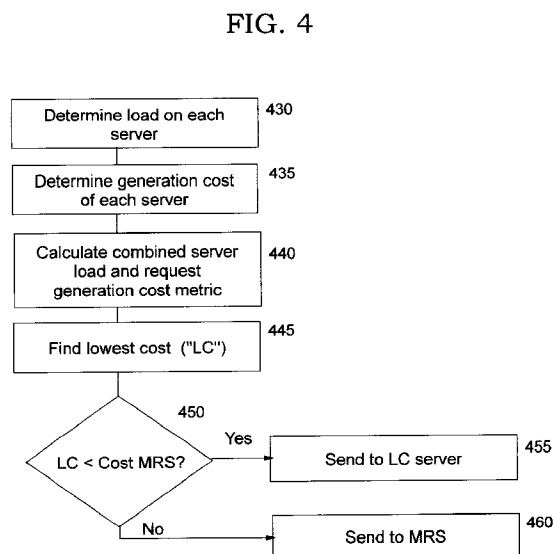 FIG. 4
Determine load on each
server
430
Determine generation cost
of each server
435
Calculate combined server
load and request
generation cost metric
440
Find lowest cost ("LC")
445
450
LC < Cost MRS?
Yes
Send to LC server
455
No
Send to MRS
460